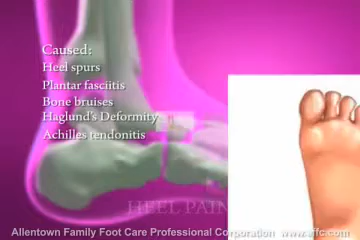 Caused:
Heel spurs
Plantar fasciitis
Bone bruises
Haglund's Deformity
Achilles tendonitis
HEEL PAIN
Allentown Family Foot Care Professional Corporation www.affc.com